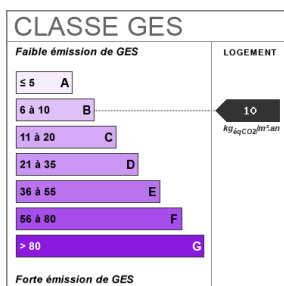 CLASSE GES
Faible émission de GES
LOGEMENT
≤ 5 A
6 à 10 B
10
kgéqCO2/m².an
11 à 20 C
21 à 35 D
36 à 55 E
56 à 80 F
> 80 G
Forte émission de GES